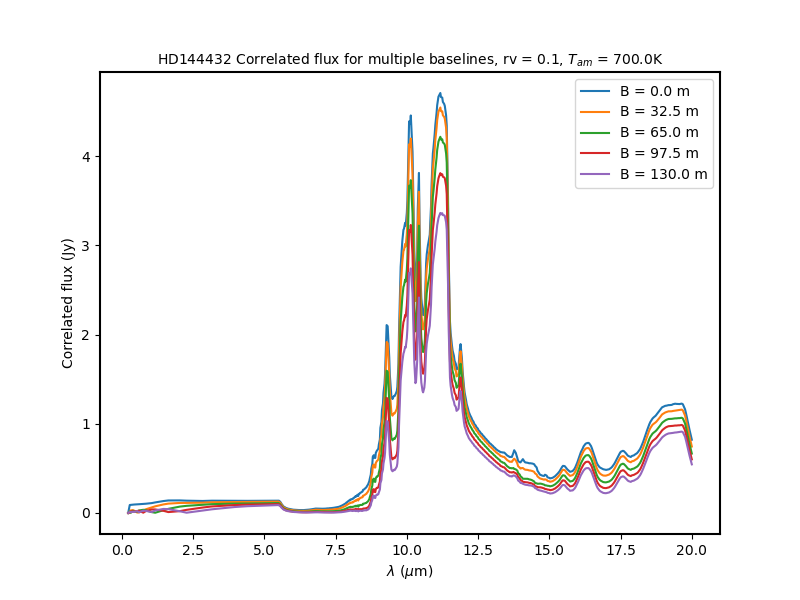 HD144432 Correlated flux for multiple baselines, rv = 0.1, T_am = 700.0K
B = 0.0 m
B = 32.5 m
B = 65.0 m
B = 97.5 m
B = 130.0 m
Correlated flux (Jy)
4
3
2
1
0
0.0 2.5 5.0 7.5 10.0 12.5 15.0 17.5 20.0
λ (μm)